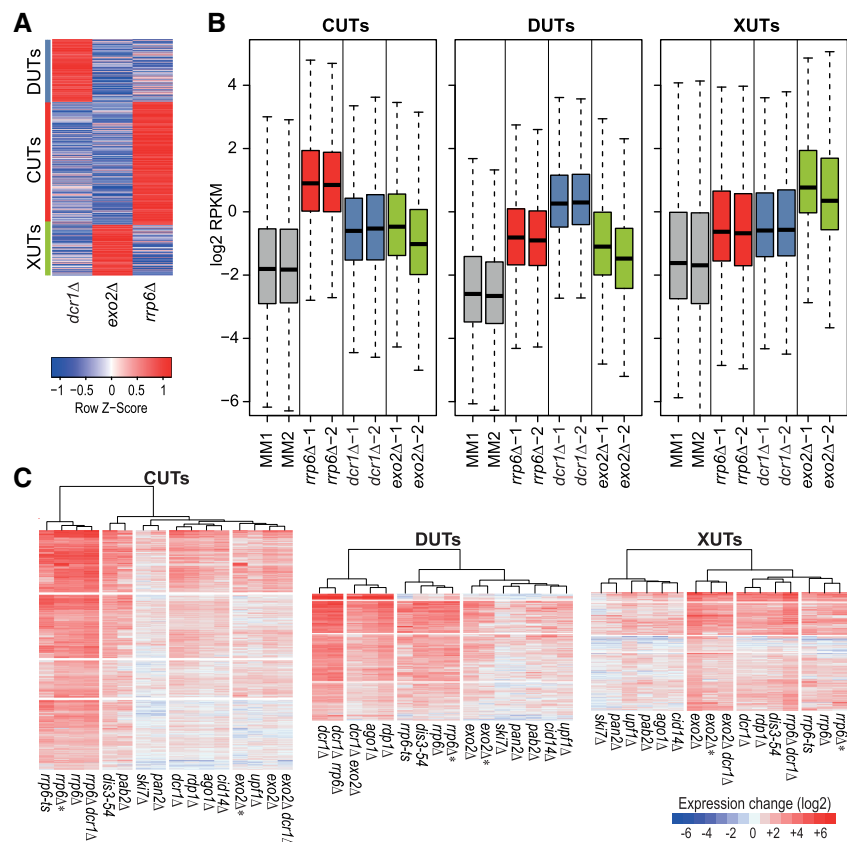 A
DUTs
CUTs
XUTs
dcr1Δ
exo2Δ
rrp6Δ
−1 −0.5 0 0.5 1
Row Z−Score
B
CUTs
DUTs
XUTs
log2 RPKM
4
2
0
−2
−4
−6
MM1
MM2
rrp6Δ−1
rrp6Δ−2
dcr1Δ−1
dcr1Δ−2
exo2Δ−1
exo2Δ−2
MM1
MM2
rrp6Δ−1
rrp6Δ−2
dcr1Δ−1
dcr1Δ−2
exo2Δ−1
exo2Δ−2
MM1
MM2
rrp6Δ−1
rrp6Δ−2
dcr1Δ−1
dcr1Δ−2
exo2Δ−1
exo2Δ−2
C
CUTs
rrp6-ts
rrp6Δ*
rrp6Δ
rrp6Δ dcr1Δ
dis3-54
pab2Δ
ski7Δ
pan2Δ
dcr1Δ
rdp1Δ
ago1Δ
cid14Δ
exo2Δ*
upf1Δ
exo2Δ
exo2Δ dcr1Δ
DUTs
dcr1Δ
dcr1Δ rrp6Δ
dcr1Δ exo2Δ
ago1Δ
rdp1Δ
rrp6-ts
dis3-54
rrp6Δ
rrp6Δ*
exo2Δ
exo2Δ*
ski7Δ
pan2Δ
pab2Δ
cid14Δ
upf1Δ
XUTs
ski7Δ
pan2Δ
upf1Δ
pab2Δ
ago1Δ
cid14Δ
exo2Δ
exo2Δ*
exo2Δ dcr1Δ
dcr1Δ
rdp1Δ
dis3-54
rrp6Δ dcr1Δ
rrp6-ts
rrp6Δ
rrp6Δ*
Expression change (log2)
-6 -4 -2 0 +2 +4 +6